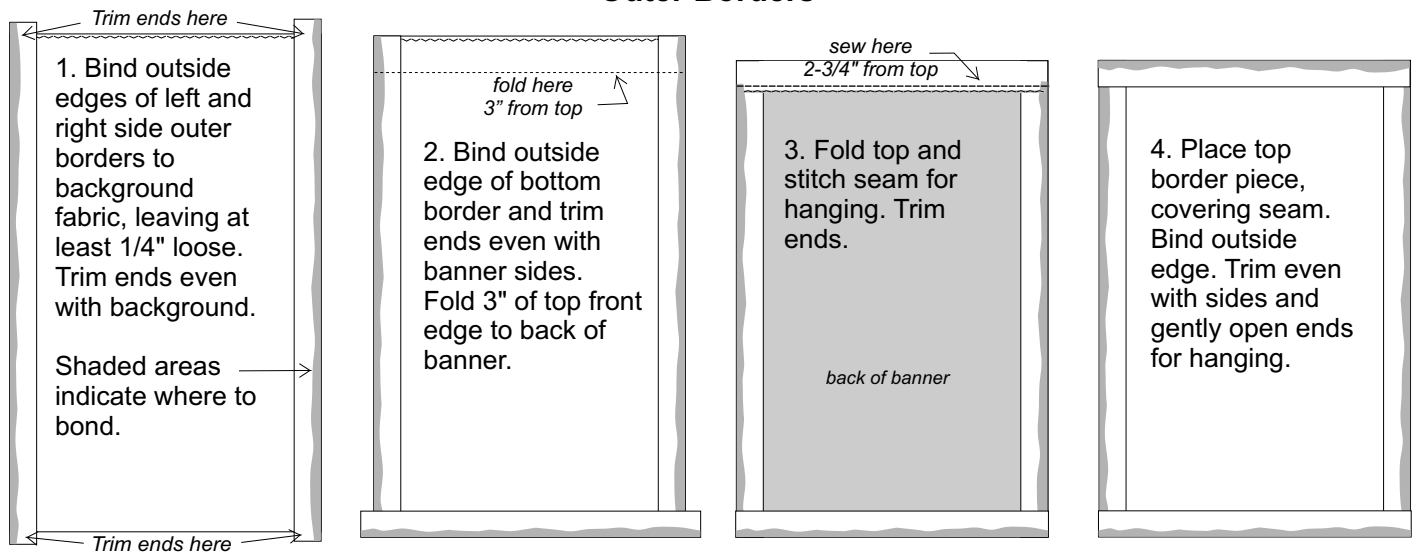 Outer Borders
Trim ends here
1. Bind outside
edges of left and
right side outer
borders to
background
fabric, leaving at
least 1/4" loose.
Trim ends even
with background.
Shaded areas
indicate where to
bond.
Trim ends here
fold here
3” from top
2. Bind outside
edge of bottom
border and trim
ends even with
banner sides.
Fold 3" of top front
edge to back of
banner.
sew here
2-3/4" from top
3. Fold top and
stitch seam for
hanging. Trim
ends.
back of banner
4. Place top
border piece,
covering seam.
Bind outside
edge. Trim even
with sides and
gently open ends
for hanging.